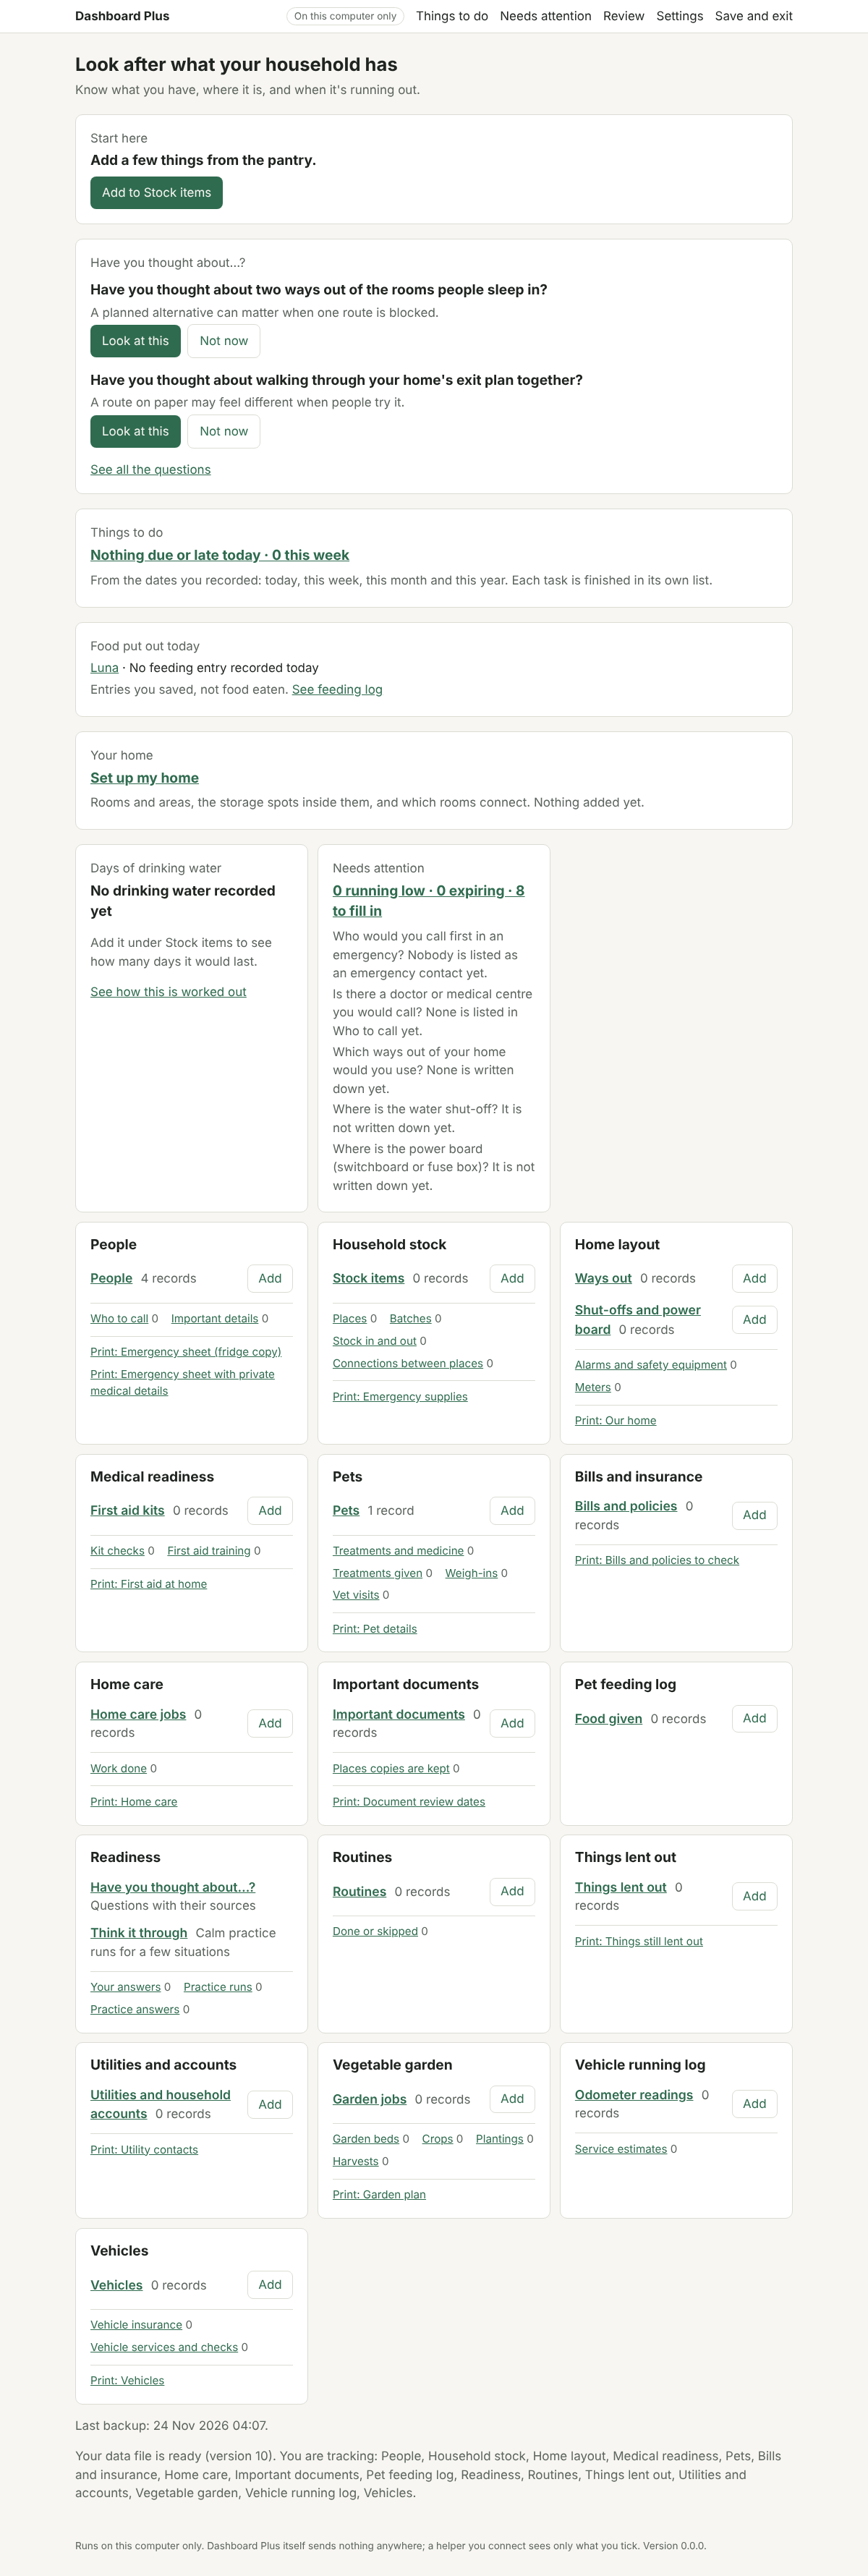 Dashboard Plus
On this computer only
Things to do
Needs attention
Review
Settings
Save and exit
Look after what your household has
Know what you have, where it is, and when it's running out.
Start here
Add a few things from the pantry.
Add to Stock items
Have you thought about...?
Have you thought about two ways out of the rooms people sleep in?
A planned alternative can matter when one route is blocked.
Look at this
Not now
Have you thought about walking through your home's exit plan together?
A route on paper may feel different when people try it.
Look at this
Not now
See all the questions
Things to do
Nothing due or late today · 0 this week
From the dates you recorded: today, this week, this month and this year. Each task is finished in its own list.
Food put out today
Luna · No feeding entry recorded today
Entries you saved, not food eaten. See feeding log
Your home
Set up my home
Rooms and areas, the storage spots inside them, and which rooms connect. Nothing added yet.
Days of drinking water
No drinking water recorded
yet
Add it under Stock items to see
how many days it would last.
See how this is worked out
Needs attention
0 running low · 0 expiring · 8
to fill in
Who would you call first in an
emergency? Nobody is listed as
an emergency contact yet.
Is there a doctor or medical centre
you would call? None is listed in
Who to call yet.
Which ways out of your home
would you use? None is written
down yet.
Where is the water shut-off? It is
not written down yet.
Where is the power board
(switchboard or fuse box)? It is not
written down yet.
People
People 4 records
Add
Who to call 0 Important details 0
Print: Emergency sheet (fridge copy)
Print: Emergency sheet with private
medical details
Household stock
Stock items 0 records
Add
Places 0 Batches 0
Stock in and out 0
Connections between places 0
Print: Emergency supplies
Home layout
Ways out 0 records
Add
Shut-offs and power
board 0 records
Add
Alarms and safety equipment 0
Meters 0
Print: Our home
Medical readiness
First aid kits 0 records
Add
Kit checks 0 First aid training 0
Print: First aid at home
Pets
Pets 1 record
Add
Treatments and medicine 0
Treatments given 0 Weigh-ins 0
Vet visits 0
Print: Pet details
Bills and insurance
Bills and policies 0
records
Add
Print: Bills and policies to check
Home care
Home care jobs 0
records
Add
Work done 0
Print: Home care
Important documents
Important documents 0
records
Add
Places copies are kept 0
Print: Document review dates
Pet feeding log
Food given 0 records
Add
Readiness
Have you thought about...?
Questions with their sources
Think it through Calm practice
runs for a few situations
Your answers 0 Practice runs 0
Practice answers 0
Routines
Routines 0 records
Add
Done or skipped 0
Things lent out
Things lent out 0
records
Add
Print: Things still lent out
Utilities and accounts
Utilities and household
accounts 0 records
Add
Print: Utility contacts
Vegetable garden
Garden jobs 0 records
Add
Garden beds 0 Crops 0 Plantings 0
Harvests 0
Print: Garden plan
Vehicle running log
Odometer readings 0
records
Add
Service estimates 0
Vehicles
Vehicles 0 records
Add
Vehicle insurance 0
Vehicle services and checks 0
Print: Vehicles
Last backup: 24 Nov 2026 04:07.
Your data file is ready (version 10). You are tracking: People, Household stock, Home layout, Medical readiness, Pets, Bills
and insurance, Home care, Important documents, Pet feeding log, Readiness, Routines, Things lent out, Utilities and
accounts, Vegetable garden, Vehicle running log, Vehicles.
Runs on this computer only. Dashboard Plus itself sends nothing anywhere; a helper you connect sees only what you tick. Version 0.0.0.